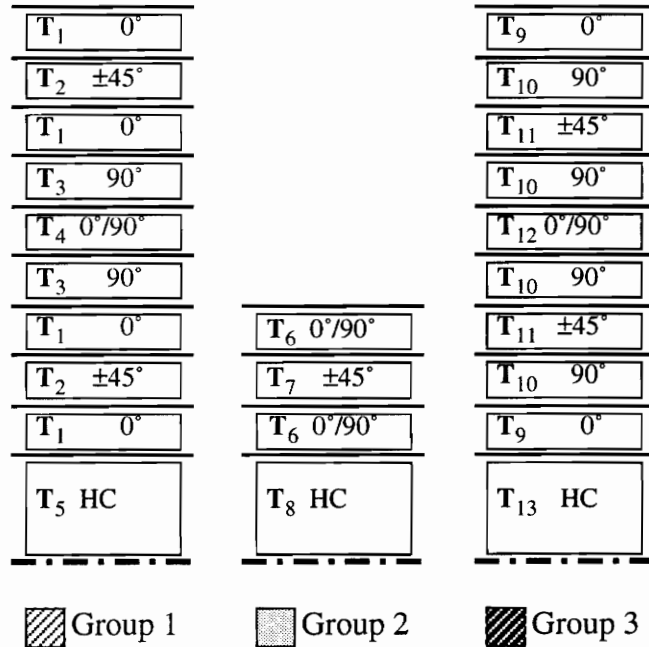 T1 0°
T2 ±45°
T1 0°
T3 90°
T4 0°/90°
T3 90°
T1 0°
T2 ±45°
T1 0°
T5 HC
T6 0°/90°
T7 ±45°
T6 0°/90°
T8 HC
T9 0°
T10 90°
T11 ±45°
T10 90°
T12 0°/90°
T10 90°
T11 ±45°
T10 90°
T9 0°
T13 HC
Group 1
Group 2
Group 3